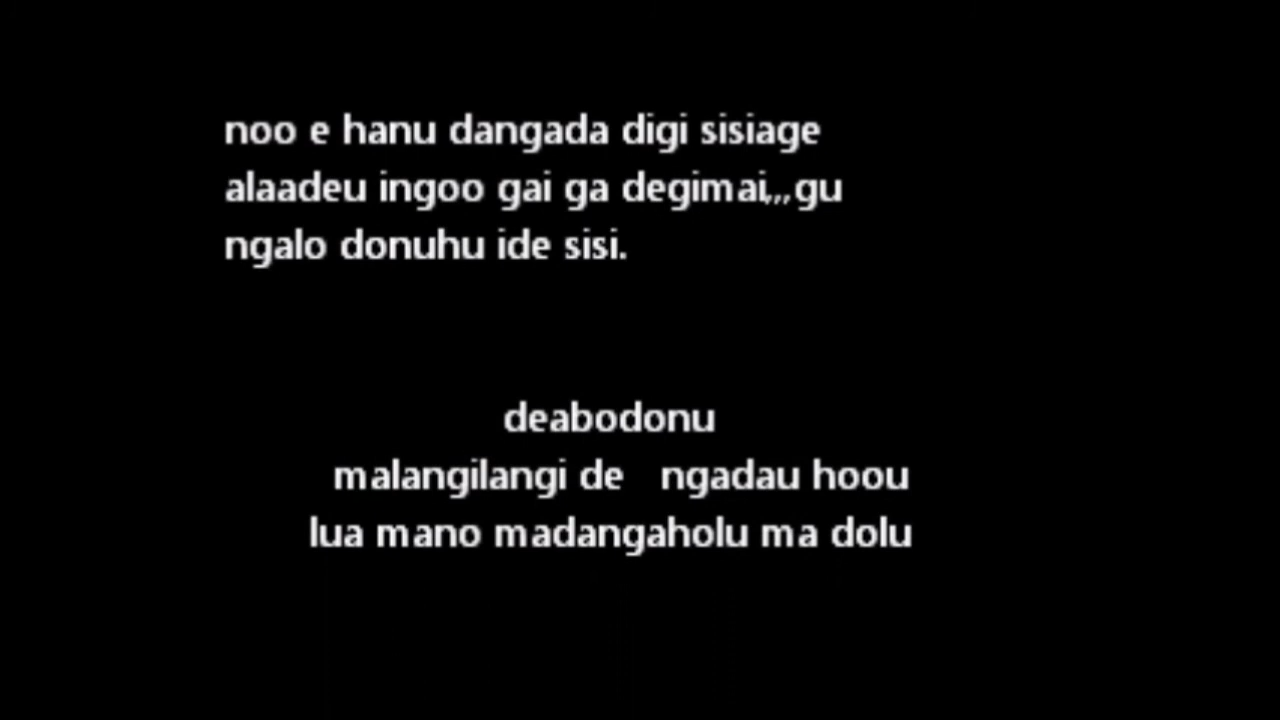 noo e hanu dangada digi sisiage
alaadeu ingoo gai ga degimai,,,gu
ngalo donuhu ide sisi.
deabodonu
malangilangi de ngadau hoou
lua mano madangaholu ma dolu